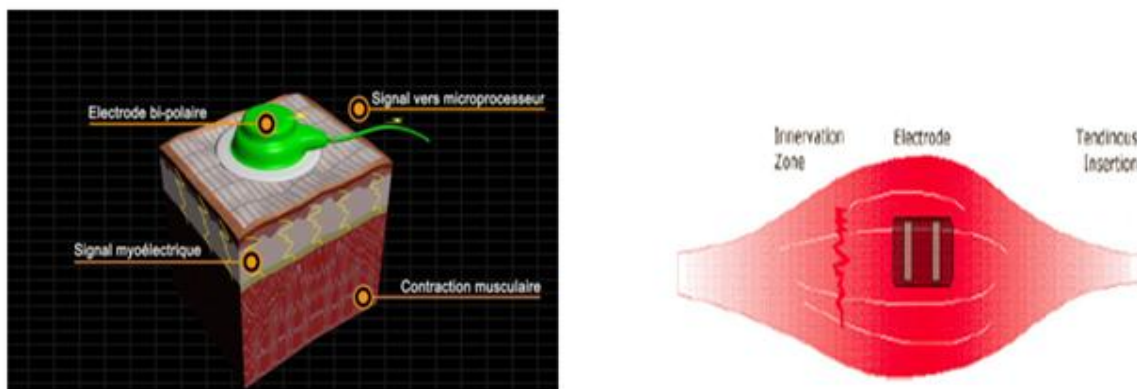 Electrode bi-polaire
Signal vers microprocesseur
Signal myoélectrique
Contraction musculaire
Innervation
Zone
Electrode
Tendinous
Insertion